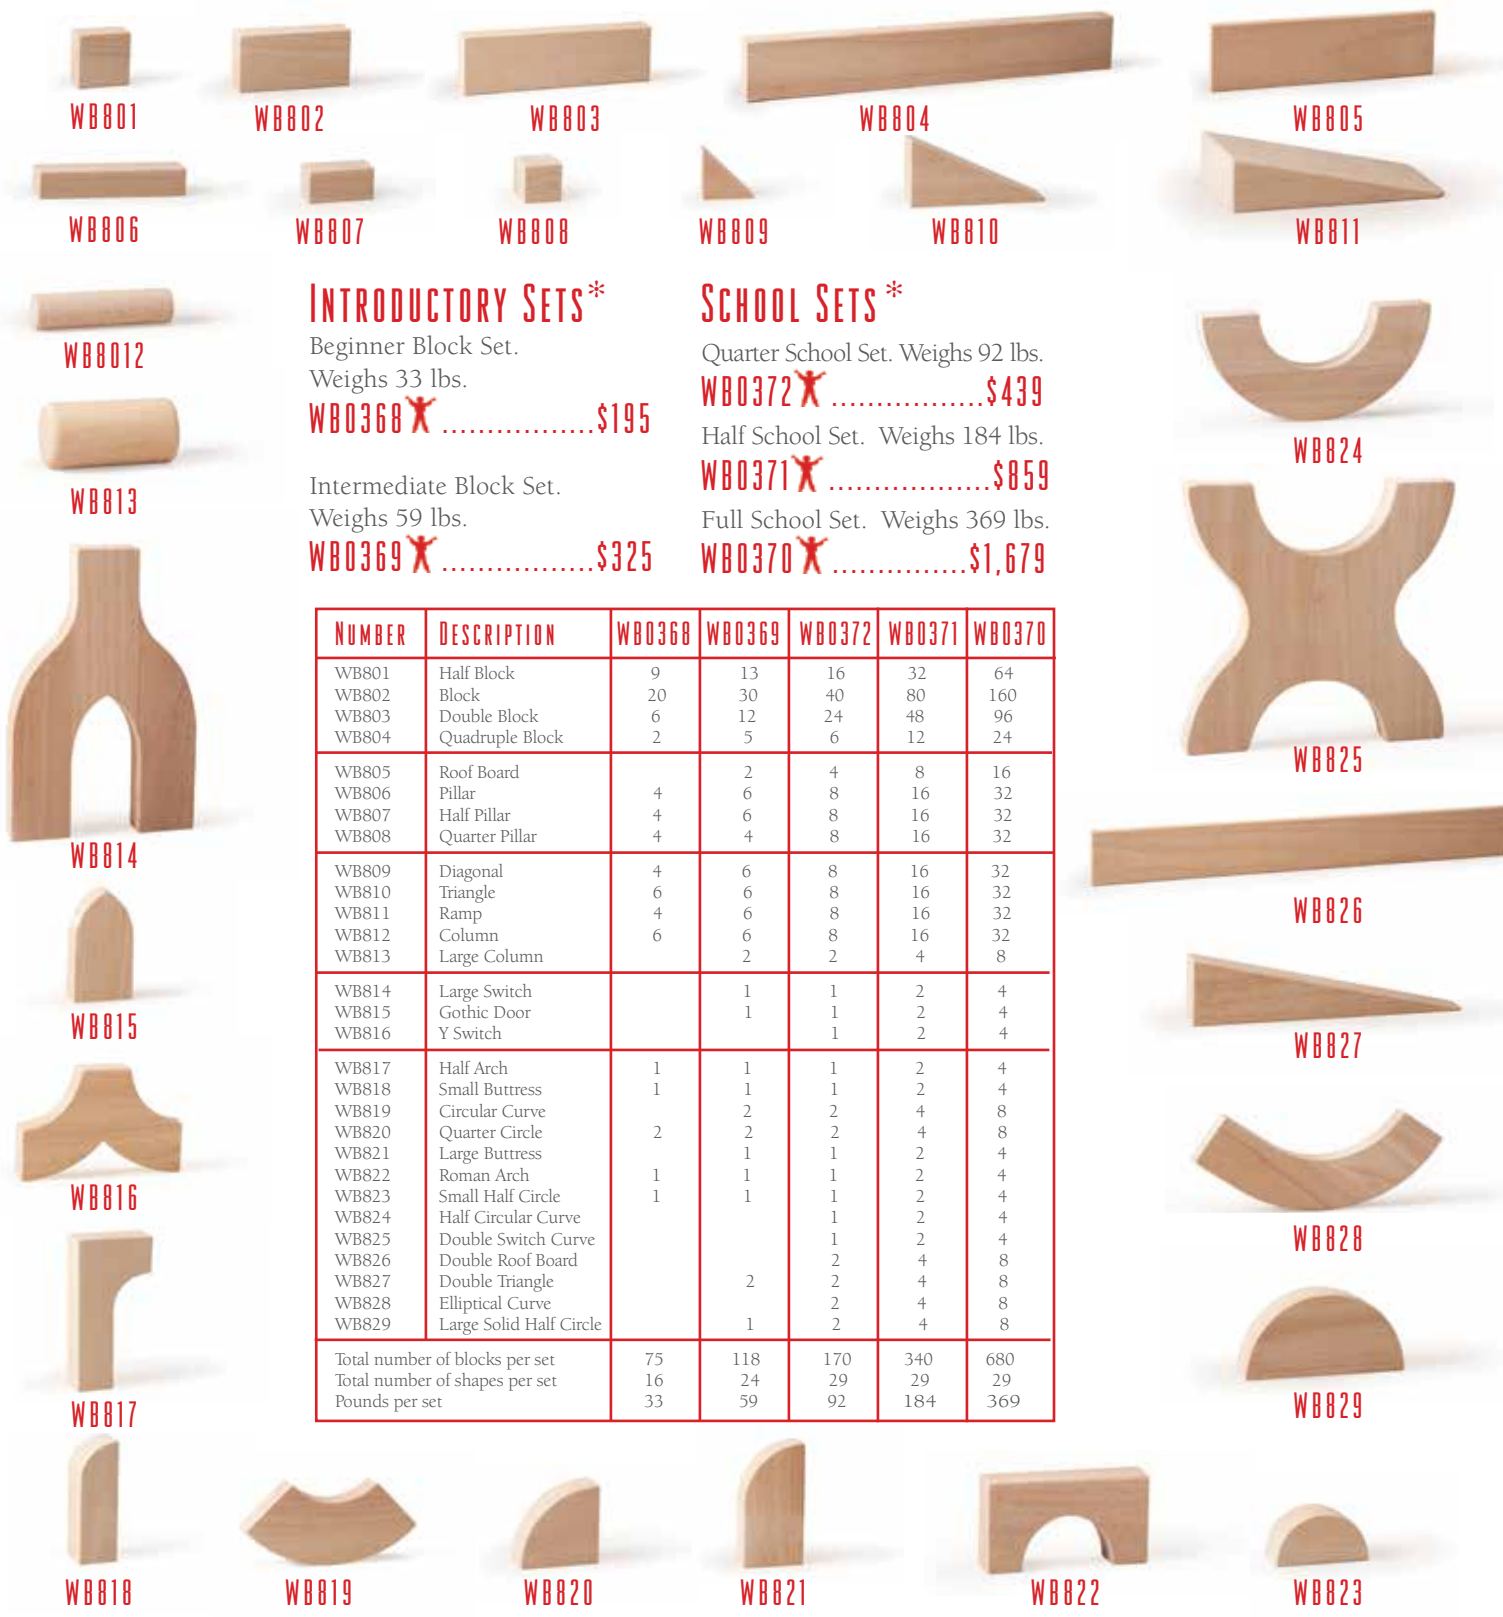 WB801 WB802 WB803 WB804 WB805
WB806 WB807 WB808 WB809 WB810 WB811
WB8012
WB813
WB814
WB815
WB816
WB817
INTRODUCTORY SETS*
Beginner Block Set.
Weighs 33 lbs.
WB0368 .................$195
Intermediate Block Set.
Weighs 59 lbs.
WB0369 .................$325
SCHOOL SETS*
Quarter School Set. Weighs 92 lbs.
WB0372 .................$439
Half School Set. Weighs 184 lbs.
WB0371 ..................$859
Full School Set. Weighs 369 lbs.
WB0370 ...............$1,679
NUMBER DESCRIPTION WB0368 WB0369 WB0372 WB0371 WB0370
WB801 Half Block 9 13 16 32 64
WB802 Block 20 30 40 80 160
WB803 Double Block 6 12 24 48 96
WB804 Quadruple Block 2 5 6 12 24
WB805 Roof Board 2 4 8 16
WB806 Pillar 4 6 8 16 32
WB807 Half Pillar 4 6 8 16 32
WB808 Quarter Pillar 4 4 8 16 32
WB809 Diagonal 4 6 8 16 32
WB810 Triangle 6 6 8 16 32
WB811 Ramp 4 6 8 16 32
WB812 Column 6 6 8 16 32
WB813 Large Column 2 2 4 8
WB814 Large Switch 1 1 2 4
WB815 Gothic Door 1 1 2 4
WB816 Y Switch 1 2 4
WB817 Half Arch 1 1 1 2 4
WB818 Small Buttress 1 1 1 2 4
WB819 Circular Curve 2 2 4 8
WB820 Quarter Circle 2 2 2 4 8
WB821 Large Buttress 1 1 2 4
WB822 Roman Arch 1 1 1 2 4
WB823 Small Half Circle 1 1 1 2 4
WB824 Half Circular Curve 1 2 4
WB825 Double Switch Curve 1 2 4
WB826 Double Roof Board 2 4 8
WB827 Double Triangle 2 2 4 8
WB828 Elliptical Curve 2 4 8
WB829 Large Solid Half Circle 1 2 4 8
Total number of blocks per set 75 118 170 340 680
Total number of shapes per set 16 24 29 29 29
Pounds per set 33 59 92 184 369
WB824
WB825
WB826
WB827
WB828
WB829
WB818 WB819 WB820 WB821 WB822 WB823